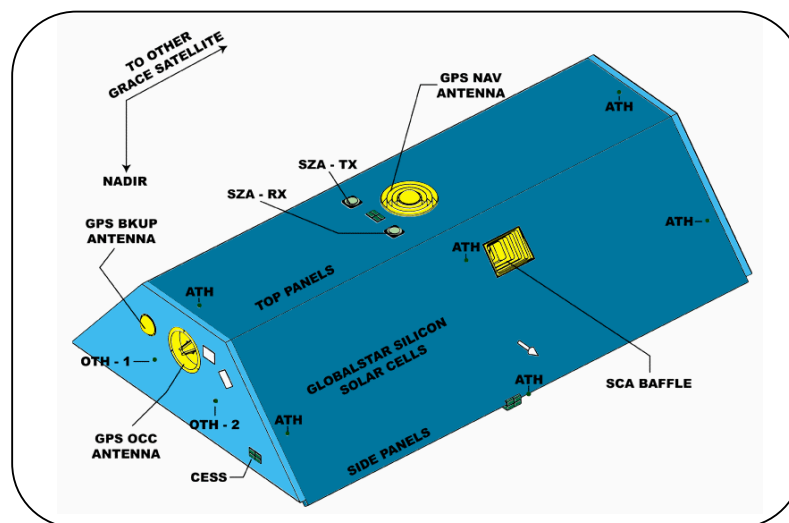 TO OTHER
GRACE SATELLITE
NADIR
GPS NAV
ANTENNA
ATH
SZA - TX
SZA - RX
GPS BKUP
ANTENNA
ATH
ATH
ATH
TOP PANELS
GLOBALSTAR SILICON
SOLAR CELLS
OTH - 1
SCA BAFFLE
ATH
OTH - 2
ATH
GPS OCC
ANTENNA
SIDE PANELS
CESS